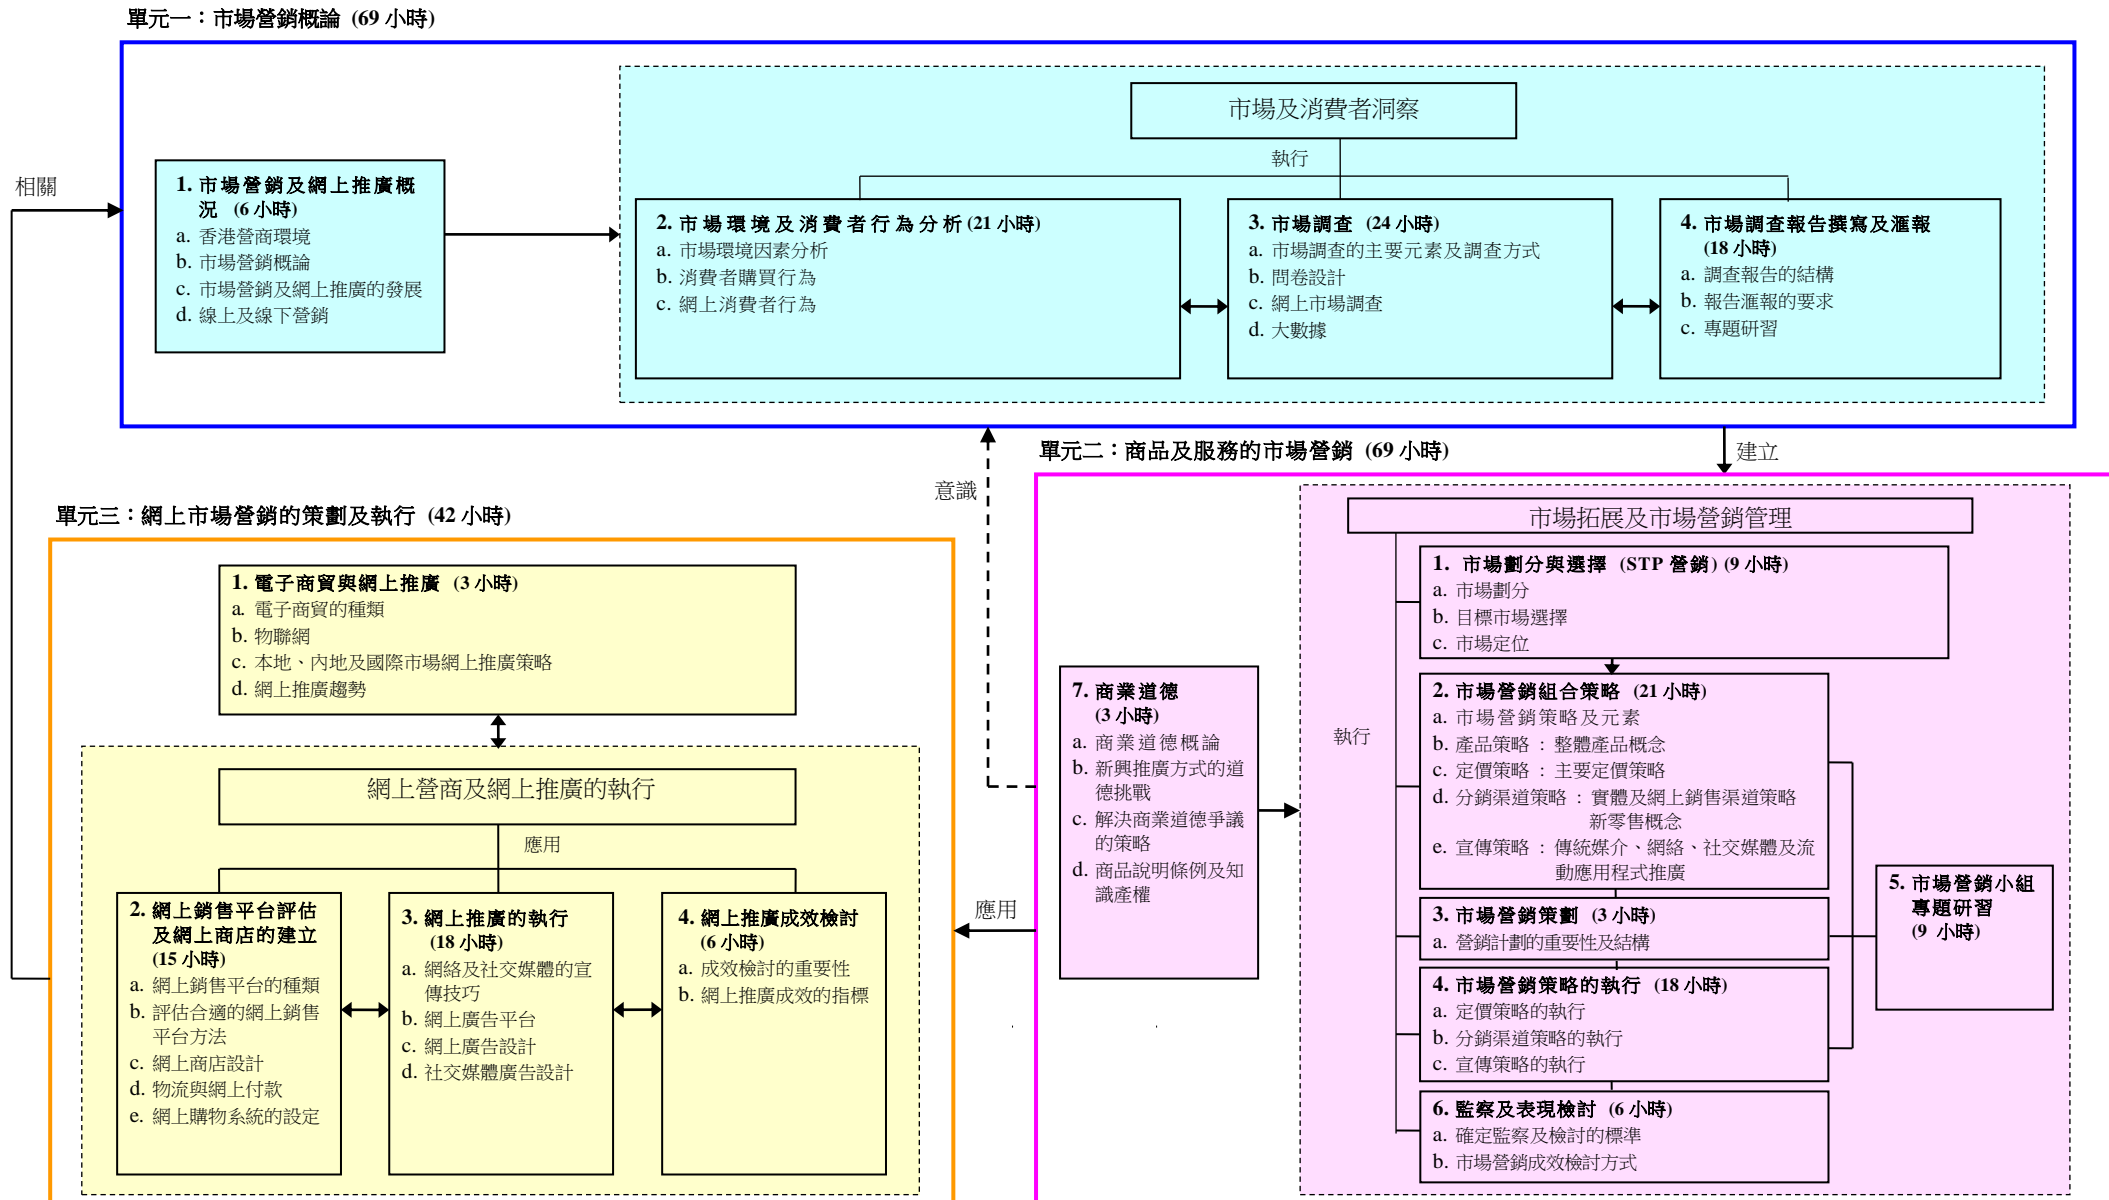 單元一：市場營銷概論 (69 小時)
市場及消費者洞察
執行
相關
1. 市場營銷及網上推廣概
況 (6 小時)
a. 香港營商環境
b. 市場營銷概論
c. 市場營銷及網上推廣的發展
d. 線上及線下營銷
2. 市場環境及消費者行為分析 (21 小時)
a. 市場環境因素分析
b. 消費者購買行為
c. 網上消費者行為
3. 市場調查 (24 小時)
a. 市場調查的主要元素及調查方式
b. 問卷設計
c. 網上市場調查
d. 大數據
4. 市場調查報告撰寫及滙報
(18 小時)
a. 調查報告的結構
b. 報告滙報的要求
c. 專題研習
單元二：商品及服務的市場營銷 (69 小時)
建立
意識
市場拓展及市場營銷管理
執行
1. 市場劃分與選擇 (STP 營銷) (9 小時)
a. 市場劃分
b. 目標市場選擇
c. 市場定位
2. 市場營銷組合策略 (21 小時)
a. 市場營銷策略及元素
b. 產品策略 : 整體產品概念
c. 定價策略 : 主要定價策略
d. 分銷渠道策略 : 實體及網上銷售渠道策略
新零售概念
e. 宣傳策略 : 傳統媒介、網絡、社交媒體及流
動應用程式推廣
3. 市場營銷策劃 (3 小時)
a. 營銷計劃的重要性及結構
4. 市場營銷策略的執行 (18 小時)
a. 定價策略的執行
b. 分銷渠道策略的執行
c. 宣傳策略的執行
5. 市場營銷小組
專題研習
(9 小時)
6. 監察及表現檢討 (6 小時)
a. 確定監察及檢討的標準
b. 市場營銷成效檢討方式
7. 商業道德
(3 小時)
a. 商業道德概論
b. 新興推廣方式的道
德挑戰
c. 解決商業道德爭議
的策略
d. 商品說明條例及知
識產權
應用
單元三：網上市場營銷的策劃及執行 (42 小時)
1. 電子商貿與網上推廣 (3 小時)
a. 電子商貿的種類
b. 物聯網
c. 本地、內地及國際市場網上推廣策略
d. 網上推廣趨勢
網上營商及網上推廣的執行
應用
2. 網上銷售平台評估
及網上商店的建立
(15 小時)
a. 網上銷售平台的種類
b. 評估合適的網上銷售
平台方法
c. 網上商店設計
d. 物流與網上付款
e. 網上購物系統的設定
3. 網上推廣的執行
(18 小時)
a. 網絡及社交媒體的宣
傳技巧
b. 網上廣告平台
c. 網上廣告設計
d. 社交媒體廣告設計
4. 網上推廣成效檢討
(6 小時)
a. 成效檢討的重要性
b. 網上推廣成效的指標